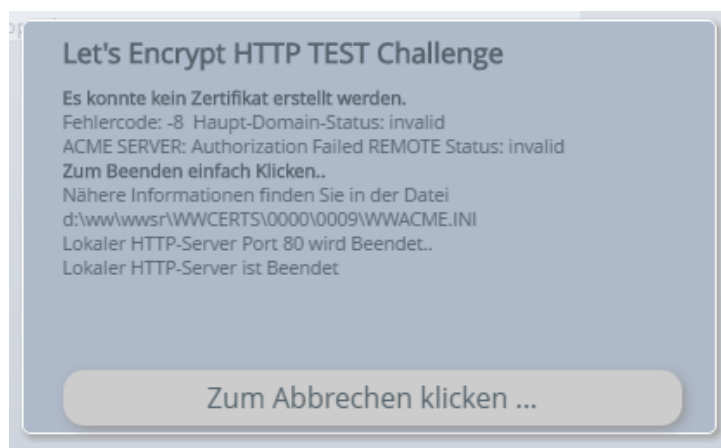 Let's Encrypt HTTP TEST Challenge
Es konnte kein Zertifikat erstellt werden.
Fehlercode: -8 Haupt-Domain-Status: invalid
ACME SERVER: Authorization Failed REMOTE Status: invalid
Zum Beenden einfach Klicken..
Nähere Informationen finden Sie in der Datei
d:\ww\wwsr\WWCERTS\0000\0009\WWACME.INI
Lokaler HTTP-Server Port 80 wird Beendet..
Lokaler HTTP-Server ist Beendet
Zum Abbrechen klicken ...